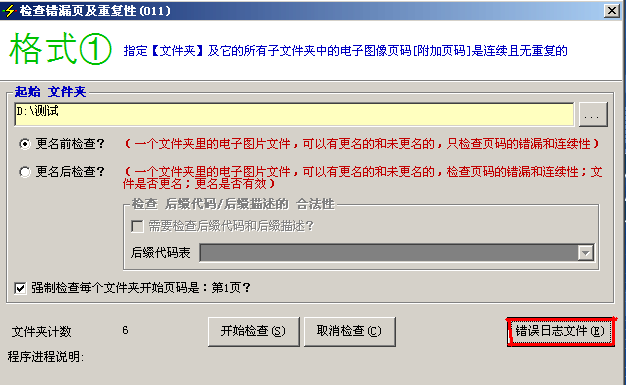 检查错漏页及重复性(011)
格式①
指定【文件夹】及它的所有子文件夹中的电子图像页码[附加页码]是连续且无重复的
起始 文件夹
D:\测试
...
更名前检查?
(一个文件夹里的电子图片文件，可以有更名的和未更名的，只检查页码的错漏和连续性)
更名后检查?
(一个文件夹里的电子图片文件，可以有更名的和未更名的，检查页码的错漏和连续性；文
件是否更名；更名是否有效)
检查 后缀代码/后缀描述的 合法性
需要检查后缀代码和后缀描述?
后缀代码表
强制检查每个文件夹开始页码是：第1页?
文件夹计数 6 开始检查(S) 取消检查(C) 错误日志文件(E)
程序进程说明: